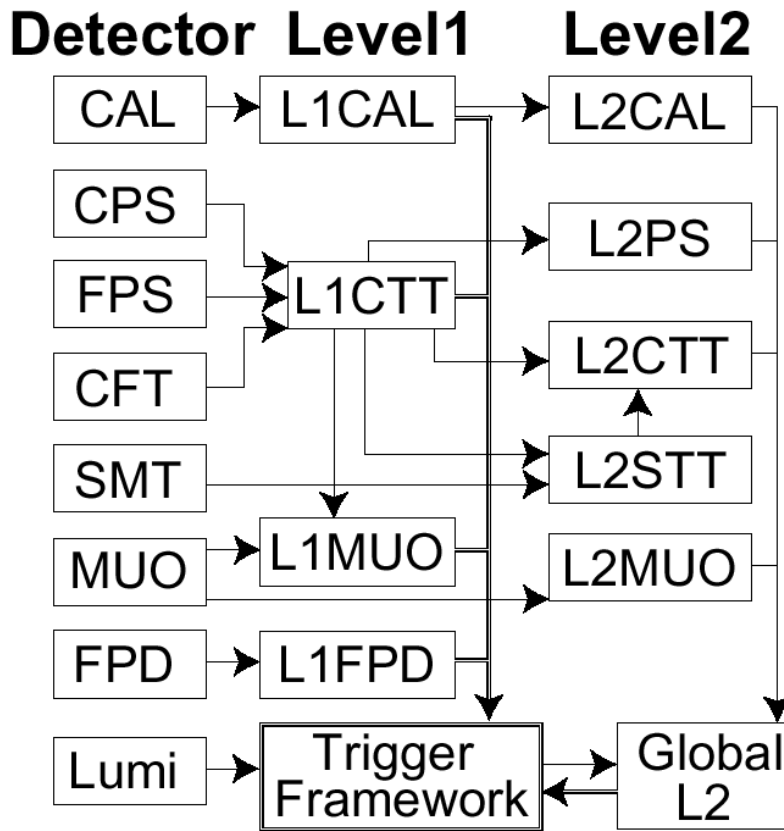 Detector Level1 Level2
CAL L1CAL L2CAL
CPS
L2PS
FPS L1CTT
L2CTT
CFT
L2STT
SMT
L1MUO
MUO L2MUO
FPD L1FPD
Trigger
Framework
Lumi
Global
L2